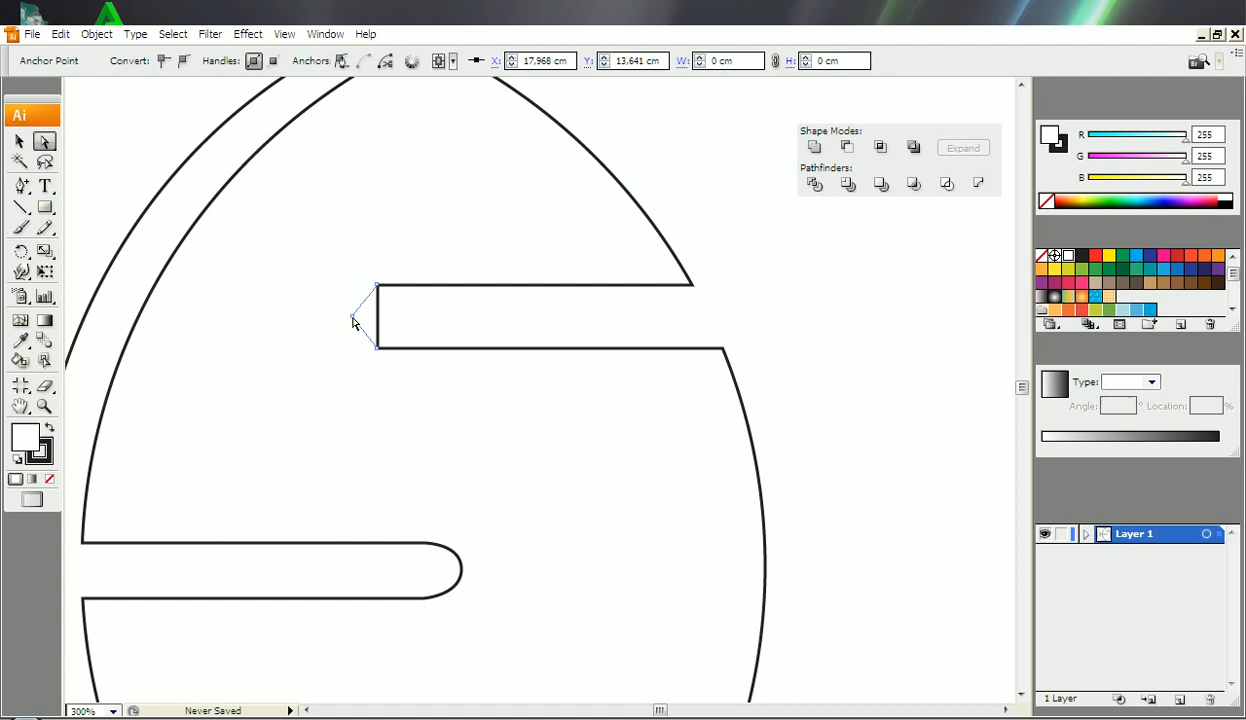 File Edit Object Type Select Filter Effect View Window Help
Anchor Point Convert: Handles: Anchors: X: 17,968 cm Y: 13,641 cm W: 0 cm H: 0 cm
Ai
T
Shape Modes:
Expand
Pathfinders:
R 255
G 255
B 255
Type:
Angle: ° Location: %
Layer 1
1 Layer
300% Never Saved